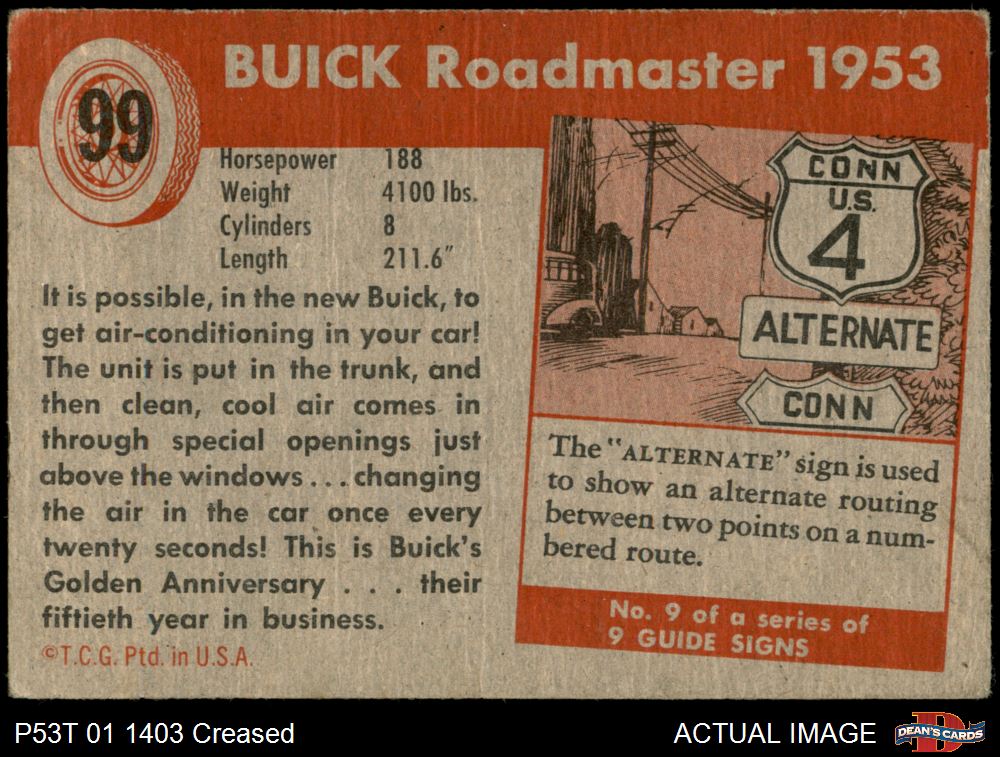 99
BUICK Roadmaster 1953
Horsepower 188
Weight 4100 lbs.
Cylinders 8
Length 211.6"
It is possible, in the new Buick, to
get air-conditioning in your car!
The unit is put in the trunk, and
then clean, cool air comes in
through special openings just
above the windows . . . changing
the air in the car once every
twenty seconds! This is Buick's
Golden Anniversary . . . their
fiftieth year in business.
©T.C.G. Ptd. in U.S.A.
CONN
U.S.
4
ALTERNATE
CONN
The "ALTERNATE" sign is used
to show an alternate routing
between two points on a num-
bered route.
No. 9 of a series of
9 GUIDE SIGNS
P53T 01 1403 Creased
ACTUAL IMAGE
D
DEAN'S CARDS